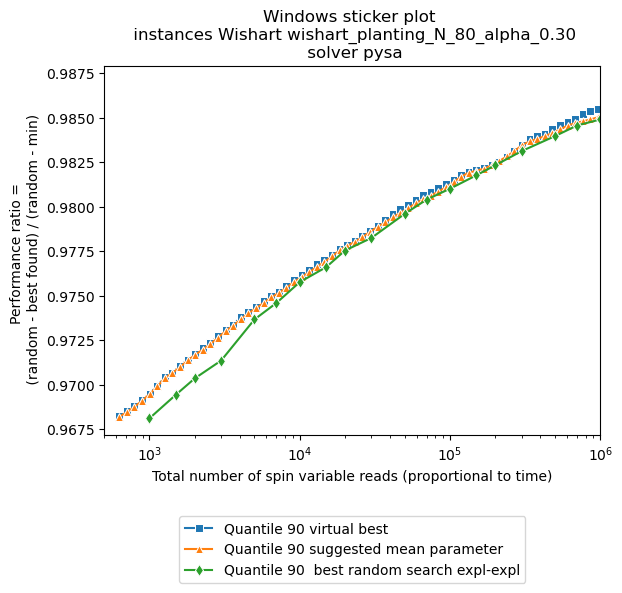 Windows sticker plot
instances Wishart wishart_planting_N_80_alpha_0.30
solver pysa
Performance ratio =
(random - best found) / (random - min)
0.9875
0.9850
0.9825
0.9800
0.9775
0.9750
0.9725
0.9700
0.9675
10³
10⁴
10⁵
10⁶
Total number of spin variable reads (proportional to time)
Quantile 90 virtual best
Quantile 90 suggested mean parameter
Quantile 90  best random search expl-expl